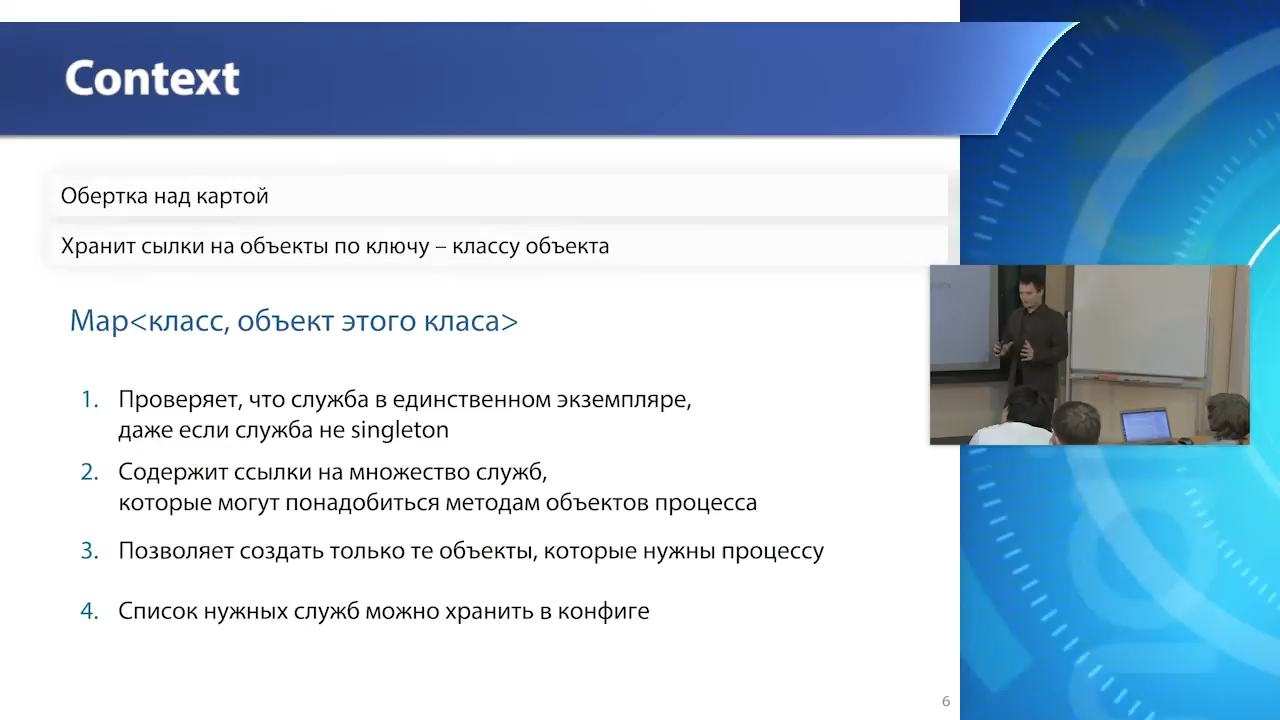 Context
Обертка над картой
Хранит сылки на объекты по ключу – классу объекта
Map<класс, объект этого класа>
1. Проверяет, что служба в единственном экземпляре,
даже если служба не singleton
2. Содержит ссылки на множество служб,
которые могут понадобиться методам объектов процесса
3. Позволяет создать только те объекты, которые нужны процессу
4. Список нужных служб можно хранить в конфиге
6